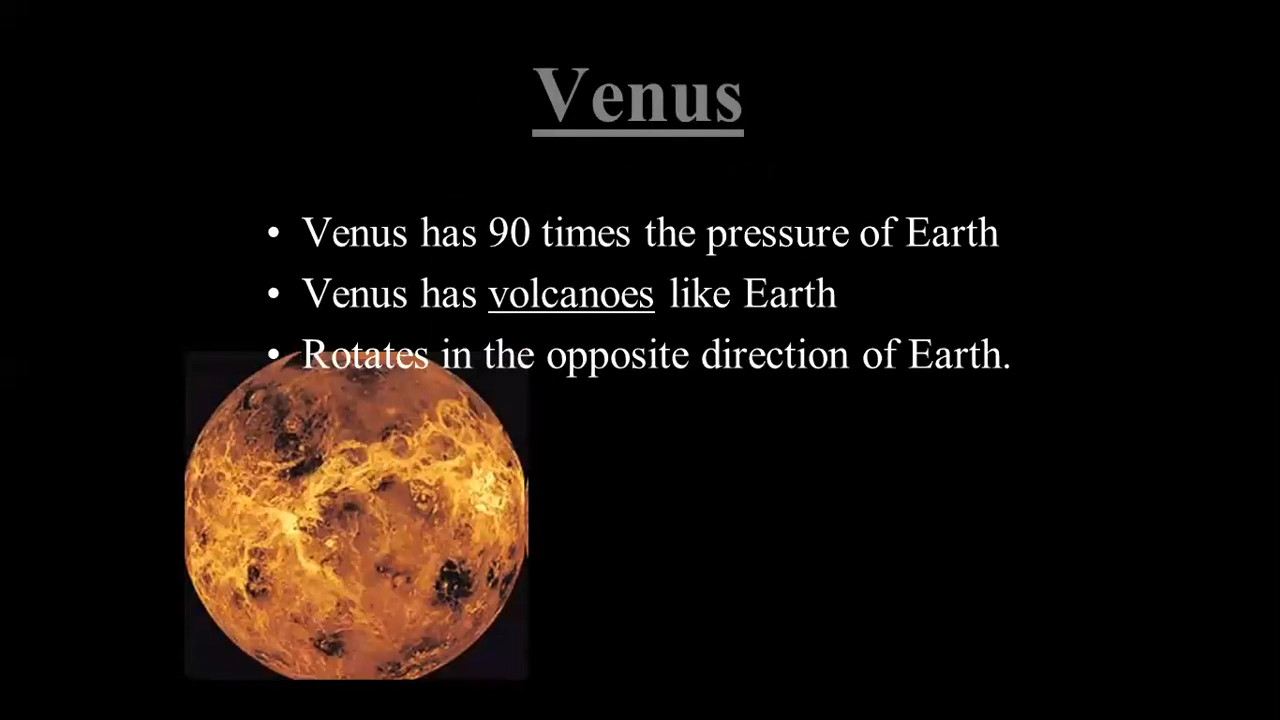 Venus
• Venus has 90 times the pressure of Earth
• Venus has volcanoes like Earth
• Rotates in the opposite direction of Earth.